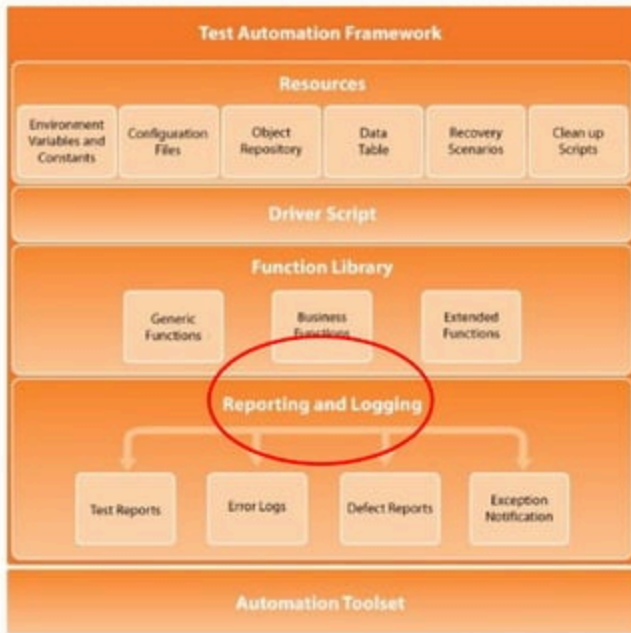 Test Automation Framework
Resources
Environment
Variables and
Constants
Configuration
Files
Object
Repository
Data
Table
Recovery
Scenarios
Clean up
Scripts
Driver Script
Function Library
Generic
Functions
Business
Functions
Extended
Functions
Reporting and Logging
Test Reports
Error Logs
Defect Reports
Exception
Notification
Automation Toolset